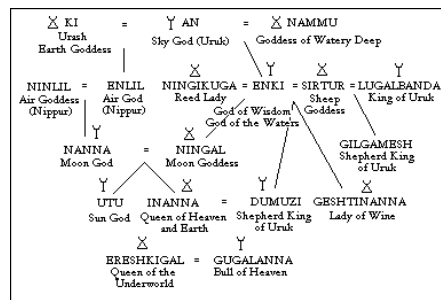 KI = AN = NAMMU
Urash Sky God (Uruk) Goddess of Watery Deep
Earth Goddess
NINLIL = ENLIL NINGIKUGA = ENKI = SIRTUR = LUGALBANDA
Air Goddess Air God Reed Lady God of Wisdom Sheep King of Uruk
(Nippur) (Nippur) God of the Waters Goddess
NANNA = NINGAL GILGAMESH
Moon God Moon Goddess Shepherd King
of Uruk
UTU INANNA = DUMUZI GESHTINANNA
Sun God Queen of Heaven Shepherd King Lady of Wine
and Earth of Uruk
ERESHKIGAL = GUGALANNA
Queen of the Bull of Heaven
Underworld